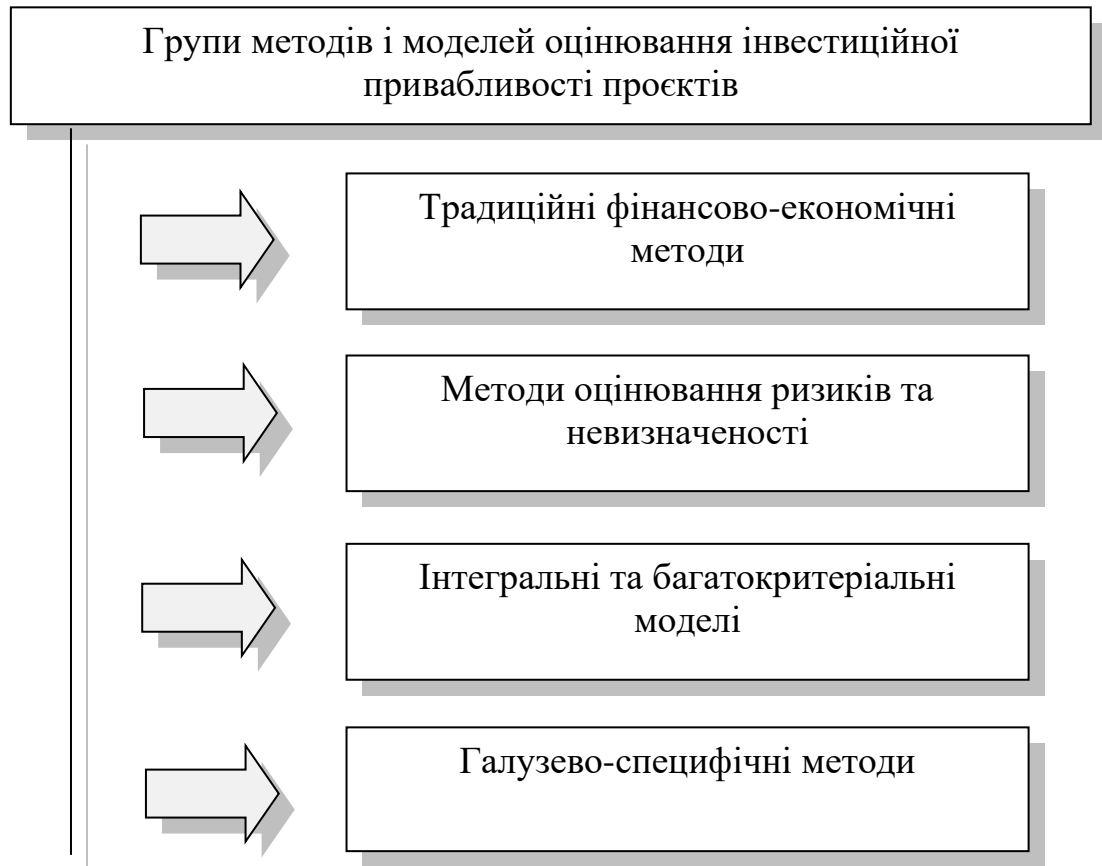 Групи методів і моделей оцінювання інвестиційної
привабливості проєктів
Традиційні фінансово-економічні
методи
Методи оцінювання ризиків та
невизначеності
Інтегральні та багатокритеріальні
моделі
Галузево-специфічні методи